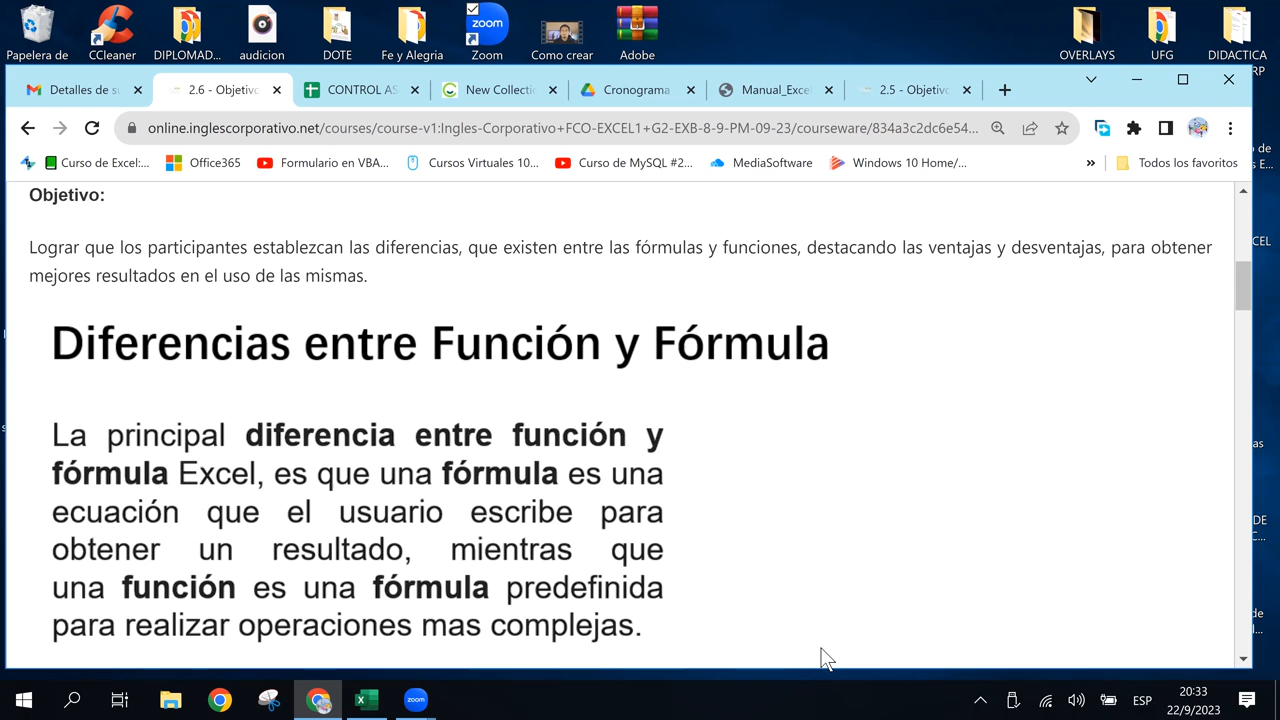 Papelera de
CCleaner
DIPLOMAD...
audicion
DOTE
Fe y Alegria
Zoom
Como crear
Adobe
OVERLAYS
UFG
DIDACTICA
Detalles de su
2.6 - Objetivo
CONTROL AS
New Collecti
Cronograma
Manual_Exce
2.5 - Objetivo
online.inglescorporativo.net/courses/course-v1:Ingles-Corporativo+FCO-EXCEL1+G2-EXB-8-9-PM-09-23/courseware/834a3c2dc6e54...
Curso de Excel:...
Office365
Formulario en VBA...
Cursos Virtuales 10...
Curso de MySQL #2...
MediaSoftware
Windows 10 Home/...
»
Todos los favoritos
Objetivo:
Lograr que los participantes establezcan las diferencias, que existen entre las fórmulas y funciones, destacando las ventajas y desventajas, para obtener
mejores resultados en el uso de las mismas.
Diferencias entre Función y Fórmula
La principal diferencia entre función y
fórmula Excel, es que una fórmula es una
ecuación que el usuario escribe para
obtener un resultado, mientras que
una función es una fórmula predefinida
para realizar operaciones mas complejas.
zoom
ESP
20:33
22/9/2023